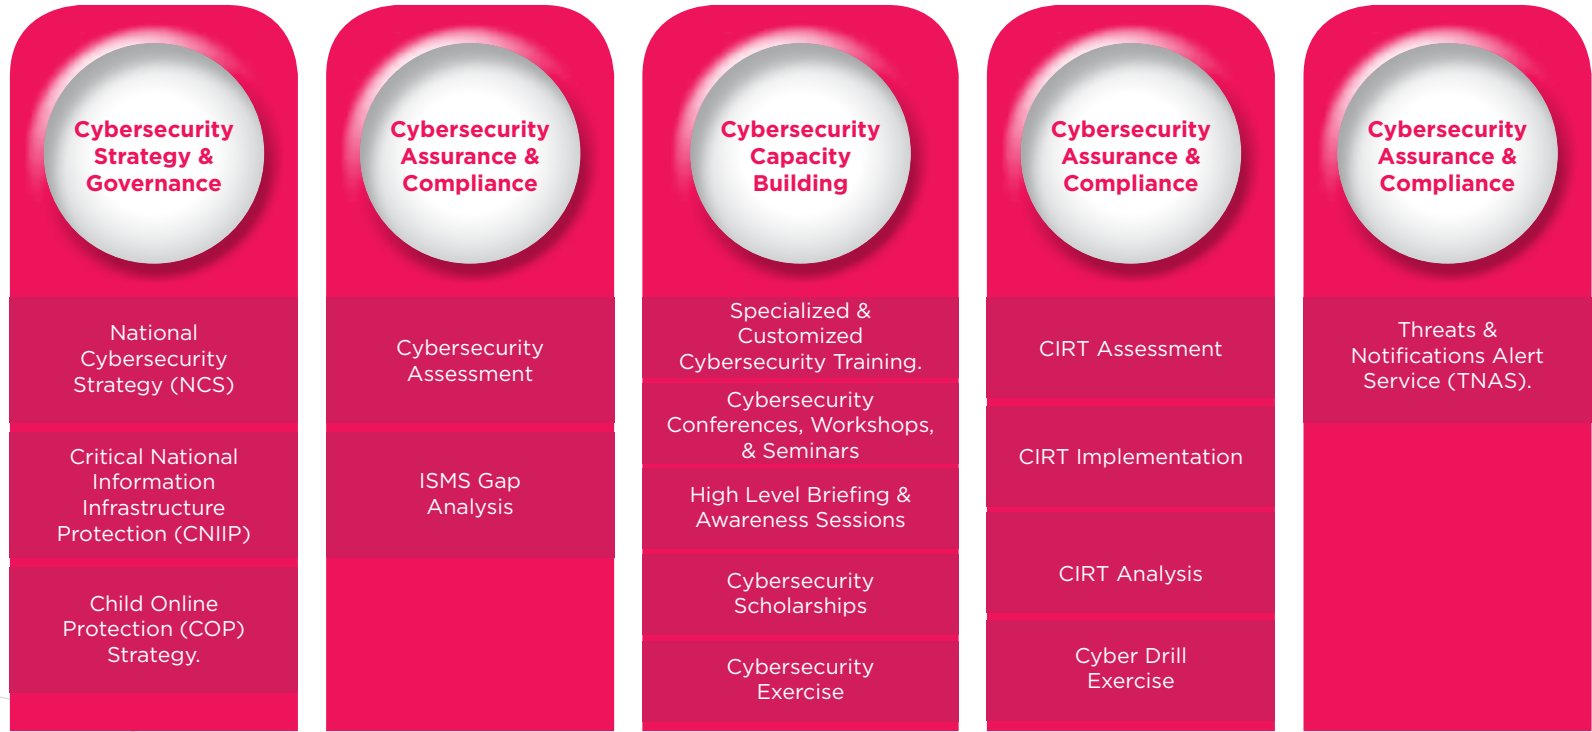 Cybersecurity
Strategy &
Governance
National
Cybersecurity
Strategy (NCS)
Critical National
Information
Infrastructure
Protection (CNIIP)
Child Online
Protection (COP)
Strategy.
Cybersecurity
Assurance &
Compliance
Cybersecurity
Assessment
ISMS Gap
Analysis
Cybersecurity
Capacity
Building
Specialized &
Customized
Cybersecurity Training.
Cybersecurity
Conferences, Workshops,
& Seminars
High Level Briefing &
Awareness Sessions
Cybersecurity
Scholarships
Cybersecurity
Exercise
Cybersecurity
Assurance &
Compliance
CIRT Assessment
CIRT Implementation
CIRT Analysis
Cyber Drill
Exercise
Cybersecurity
Assurance &
Compliance
Threats &
Notifications Alert
Service (TNAS).